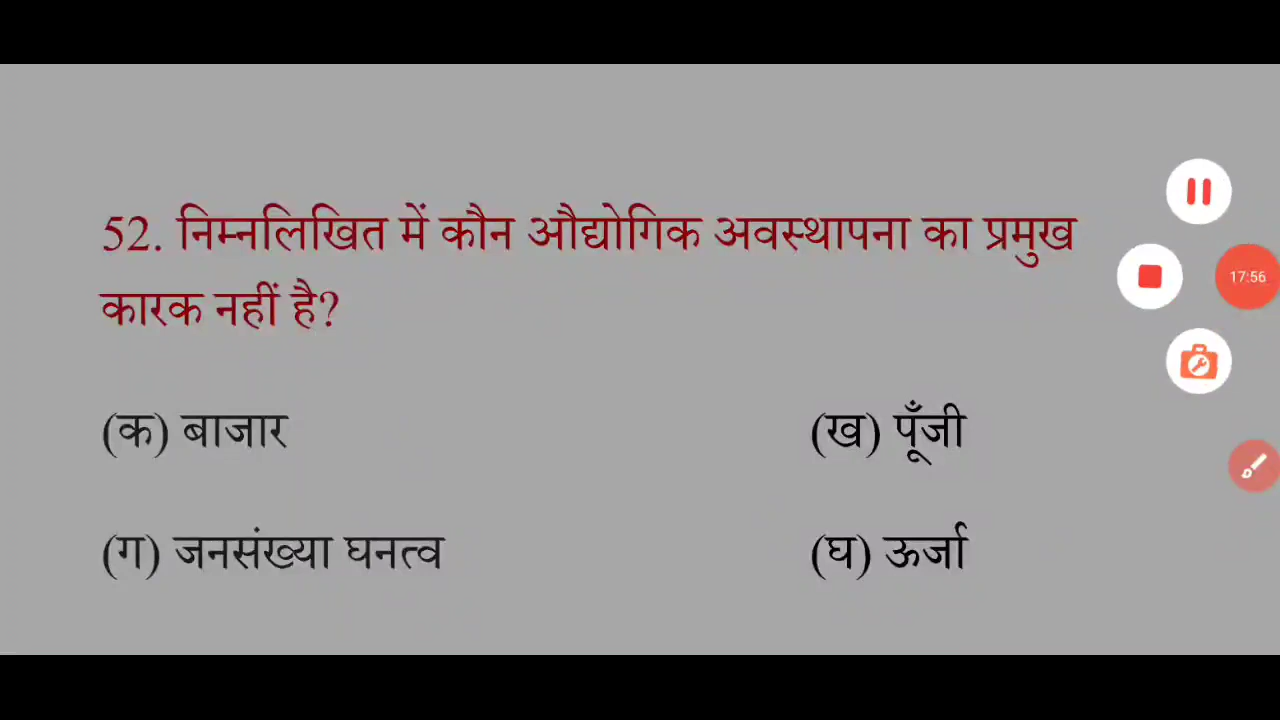 52. निम्नलिखित में कौन औद्योगिक अवस्थापना का प्रमुख
कारक नहीं है?
(क) बाजार (ख) पूँजी
(ग) जनसंख्या घनत्व (घ) ऊर्जा
17:56